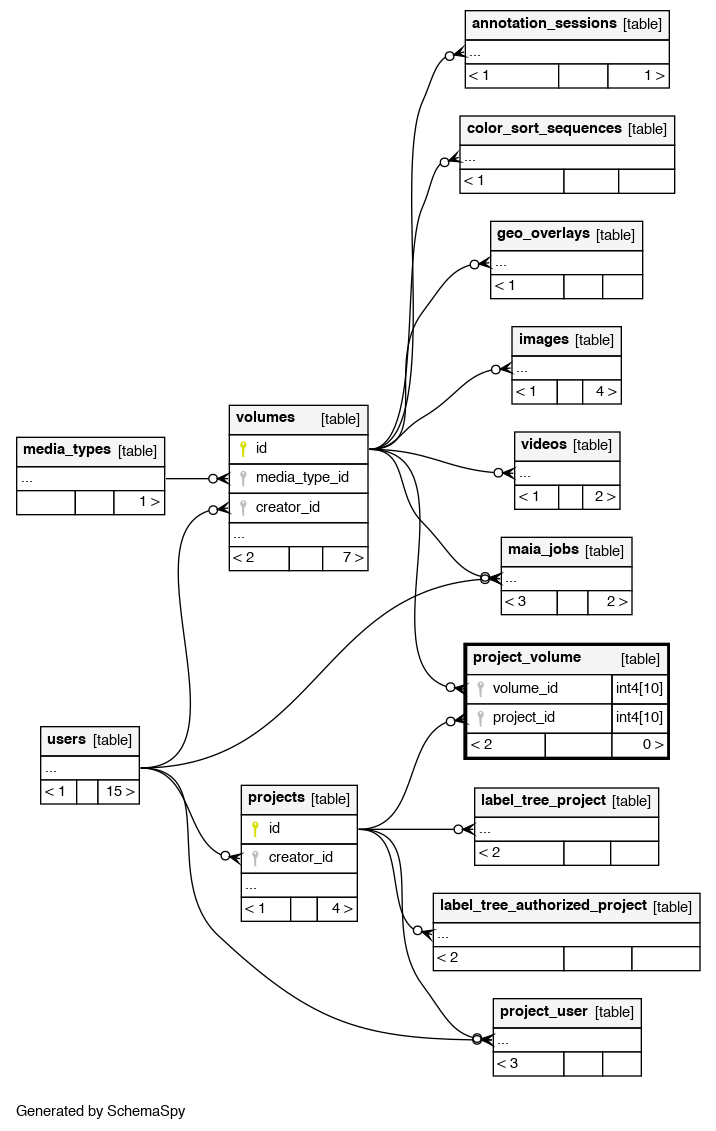 annotation_sessions [table]
...
< 1 1 >
color_sort_sequences [table]
...
< 1
geo_overlays [table]
...
< 1
images [table]
...
< 1 4 >
volumes [table]
id
media_type_id
creator_id
...
< 2 7 >
media_types [table]
...
1 >
videos [table]
...
< 1 2 >
maia_jobs [table]
...
< 3 2 >
project_volume [table]
volume_id int4[10]
project_id int4[10]
< 2 0 >
users [table]
...
< 1 15 >
projects [table]
id
creator_id
...
< 1 4 >
label_tree_project [table]
...
< 2
label_tree_authorized_project [table]
...
< 2
project_user [table]
...
< 3
Generated by SchemaSpy